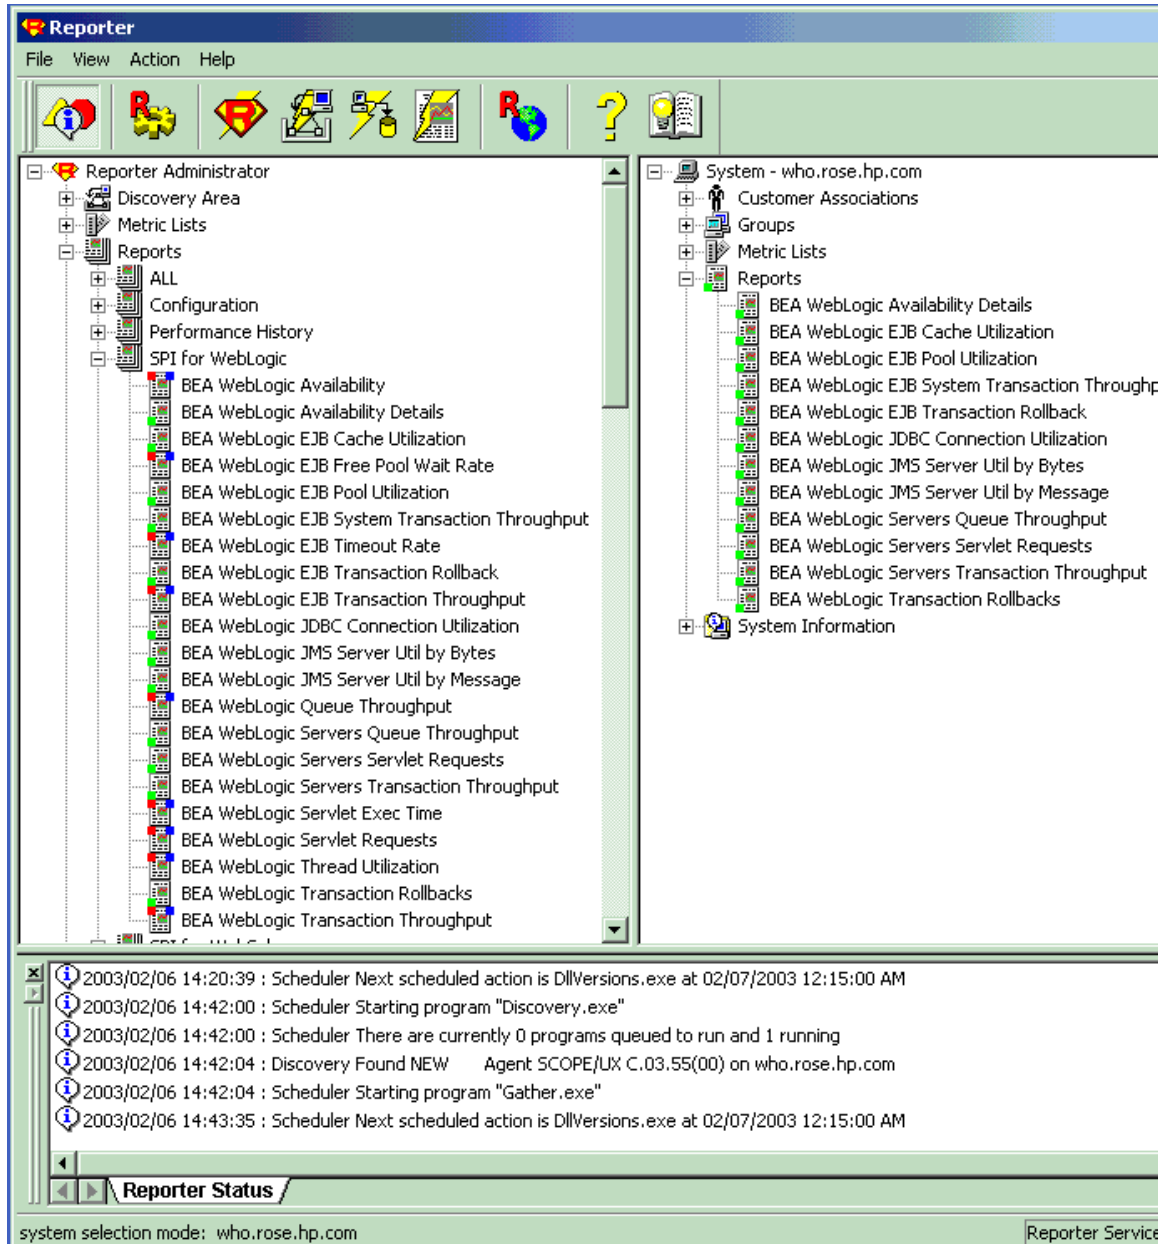 Reporter
File View Action Help
Reporter Administrator
Discovery Area
Metric Lists
Reports
ALL
Configuration
Performance History
SPI for WebLogic
BEA WebLogic Availability
BEA WebLogic Availability Details
BEA WebLogic EJB Cache Utilization
BEA WebLogic EJB Free Pool Wait Rate
BEA WebLogic EJB Pool Utilization
BEA WebLogic EJB System Transaction Throughput
BEA WebLogic EJB Timeout Rate
BEA WebLogic EJB Transaction Rollback
BEA WebLogic EJB Transaction Throughput
BEA WebLogic JDBC Connection Utilization
BEA WebLogic JMS Server Util by Bytes
BEA WebLogic JMS Server Util by Message
BEA WebLogic Queue Throughput
BEA WebLogic Servers Queue Throughput
BEA WebLogic Servers Servlet Requests
BEA WebLogic Servers Transaction Throughput
BEA WebLogic Servlet Exec Time
BEA WebLogic Servlet Requests
BEA WebLogic Thread Utilization
BEA WebLogic Transaction Rollbacks
BEA WebLogic Transaction Throughput
System - who.rose.hp.com
Customer Associations
Groups
Metric Lists
Reports
BEA WebLogic Availability Details
BEA WebLogic EJB Cache Utilization
BEA WebLogic EJB Pool Utilization
BEA WebLogic EJB System Transaction Throughp
BEA WebLogic EJB Transaction Rollback
BEA WebLogic JDBC Connection Utilization
BEA WebLogic JMS Server Util by Bytes
BEA WebLogic JMS Server Util by Message
BEA WebLogic Servers Queue Throughput
BEA WebLogic Servers Servlet Requests
BEA WebLogic Servers Transaction Throughput
BEA WebLogic Transaction Rollbacks
System Information
2003/02/06 14:20:39 : Scheduler Next scheduled action is DllVersions.exe at 02/07/2003 12:15:00 AM
2003/02/06 14:42:00 : Scheduler Starting program "Discovery.exe"
2003/02/06 14:42:00 : Scheduler There are currently 0 programs queued to run and 1 running
2003/02/06 14:42:04 : Discovery Found NEW Agent SCOPE/UX C.03.55(00) on who.rose.hp.com
2003/02/06 14:42:04 : Scheduler Starting program "Gather.exe"
2003/02/06 14:43:35 : Scheduler Next scheduled action is DllVersions.exe at 02/07/2003 12:15:00 AM
Reporter Status
system selection mode: who.rose.hp.com
Reporter Service